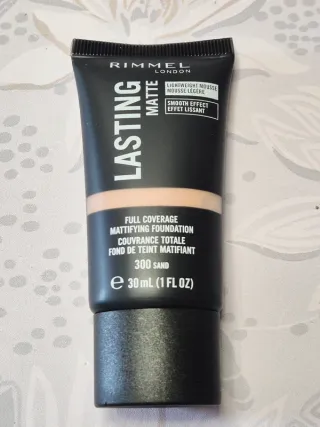 RIMMEL
LONDON
LASTING
MATTE
LIGHTWEIGHT MOUSSE
MOUSSE LÉGÈRE
SMOOTH EFFECT
EFFET LISSANT
FULL COVERAGE
MATTIFYING FOUNDATION
COUVRANCE TOTALE
FOND DE TEINT MATIFIANT
300 SAND
℮ 30 mL (1 FL OZ)